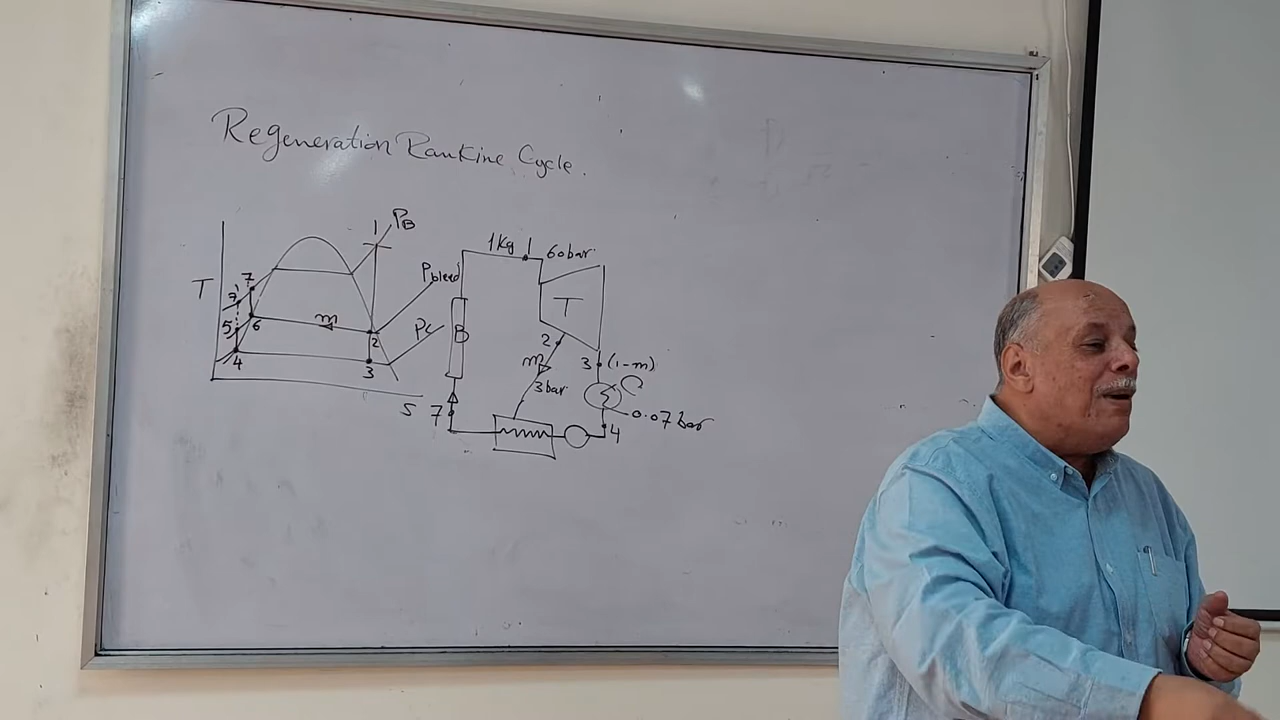 Regeneration Rankine Cycle.
T
S
1
PB
Pbleed
PC
m
2
3
4
5
6
7
7'
1Kg
1
60bar
T
B
2
m
3bar
3
(1-m)
C
0.07 bar
4
7